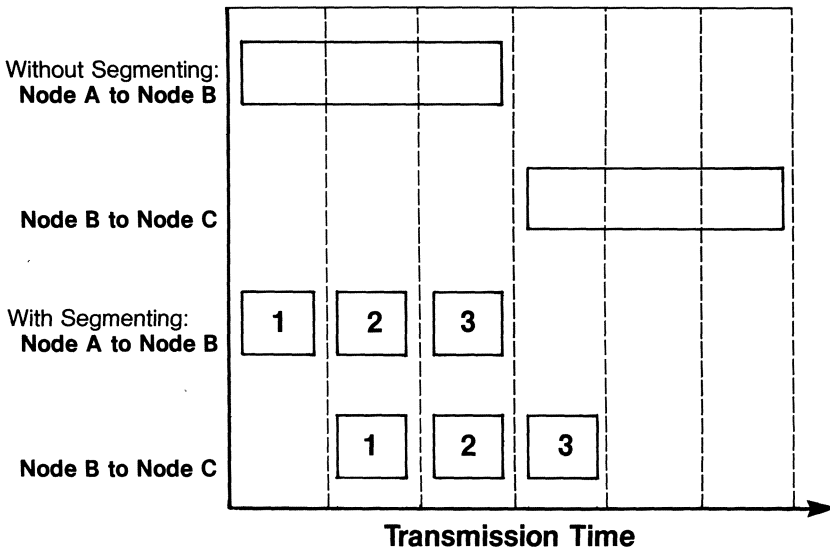 Without Segmenting:
Node A to Node B
Node B to Node C
With Segmenting:
1 2 3
Node A to Node B
1 2 3
Node B to Node C
Transmission Time